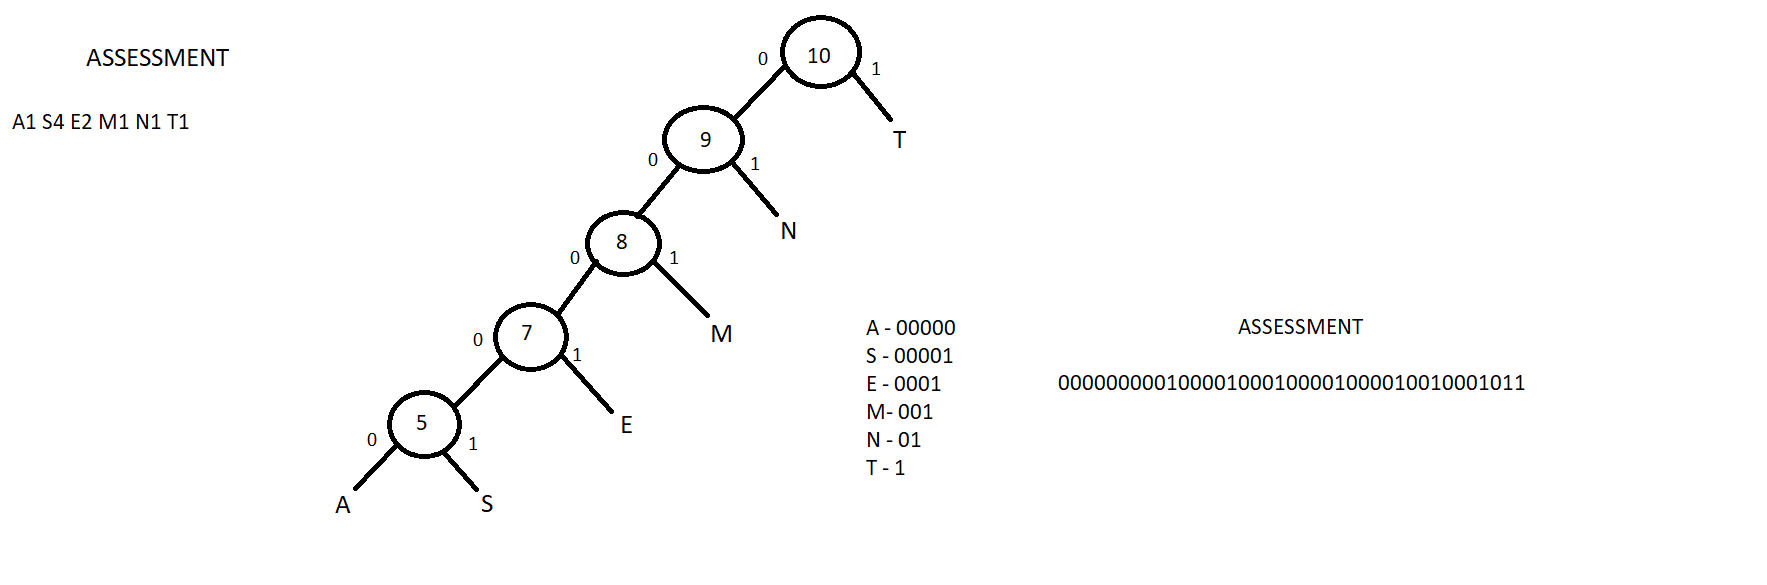 ASSESSMENT
A1 S4 E2 M1 N1 T1
10
0
1
T
9
0
1
N
8
0
1
M
7
0
1
E
5
0
1
A
S
A - 00000
S - 00001
E - 0001
M- 001
N - 01
T - 1
ASSESSMENT
000000000100001000100001000010010001011